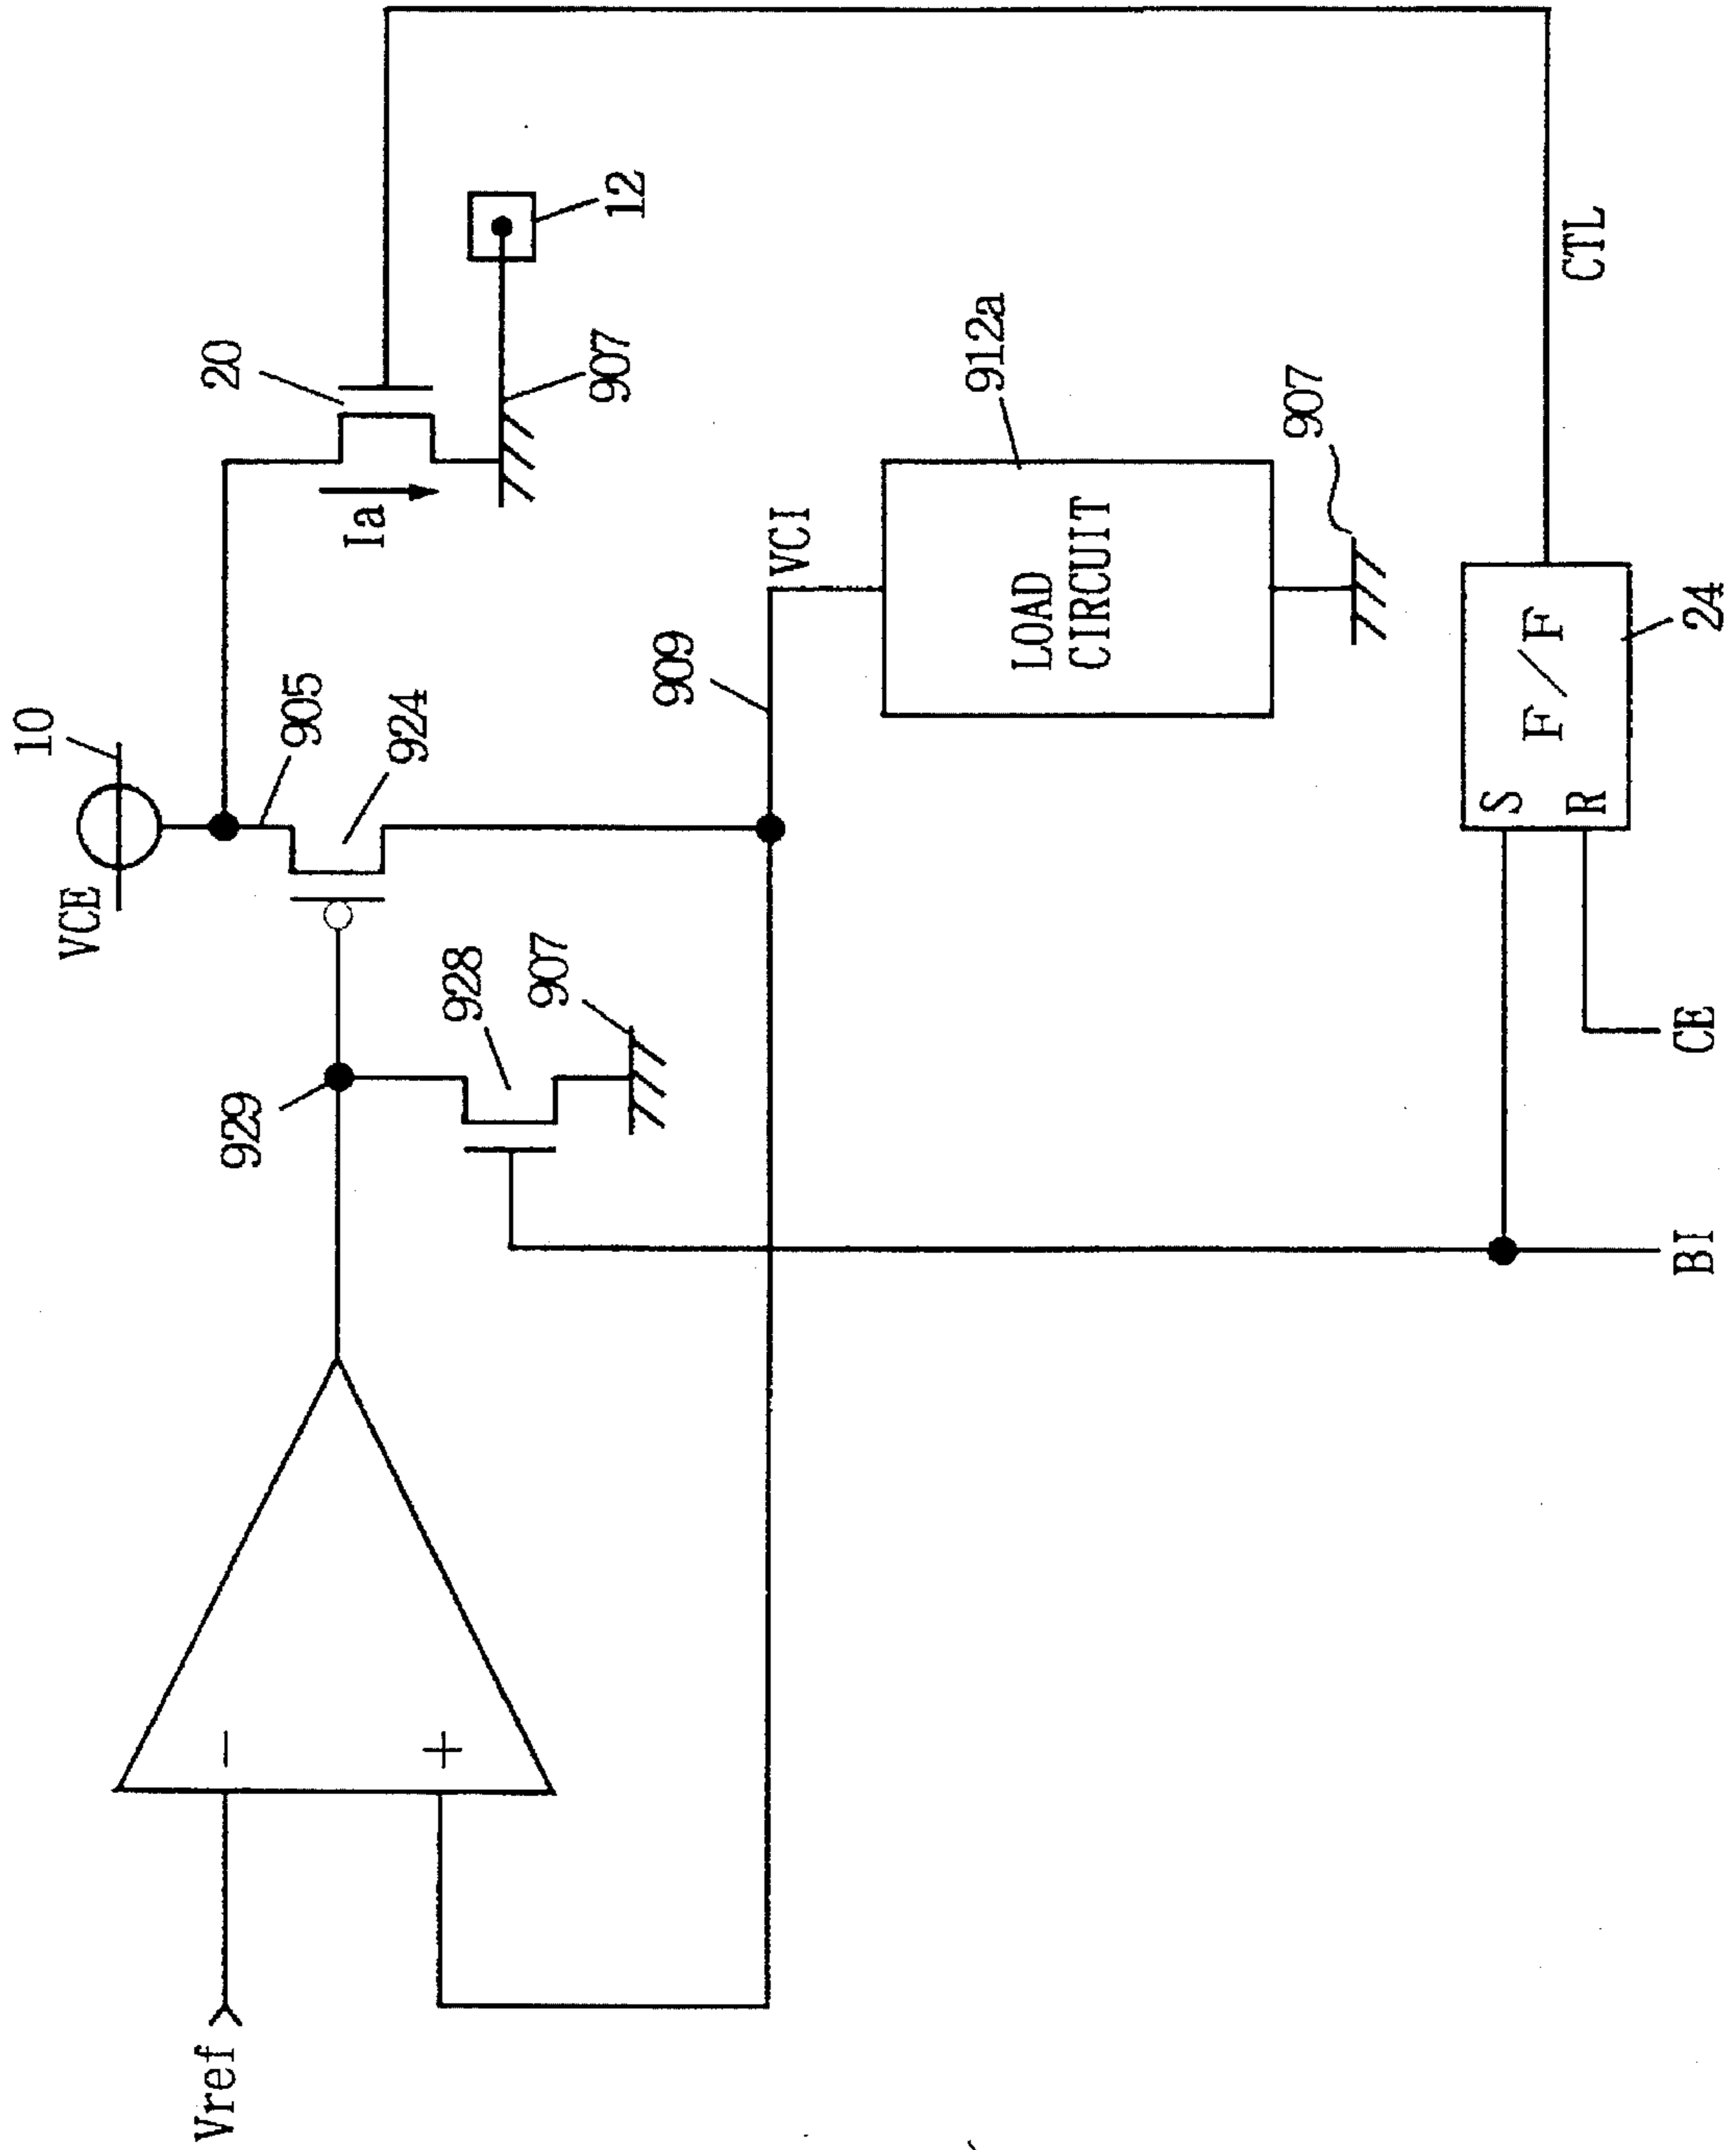 VCE
10
905
924
20
Ia
907
12
929
928
907
909
VCI
912a
LOAD
CIRCUIT
907
Vref
-
+
S
R
F/F
24
CTL
CE
BI